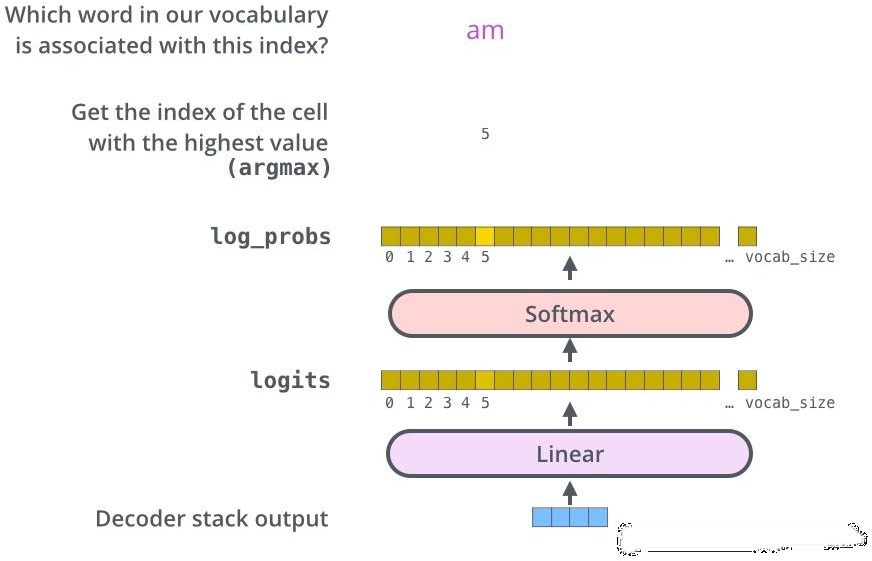 Which word in our vocabulary
is associated with this index?
am
Get the index of the cell
with the highest value
(argmax)
5
log_probs
0 1 2 3 4 5 … vocab_size
Softmax
logits
0 1 2 3 4 5 … vocab_size
Linear
Decoder stack output